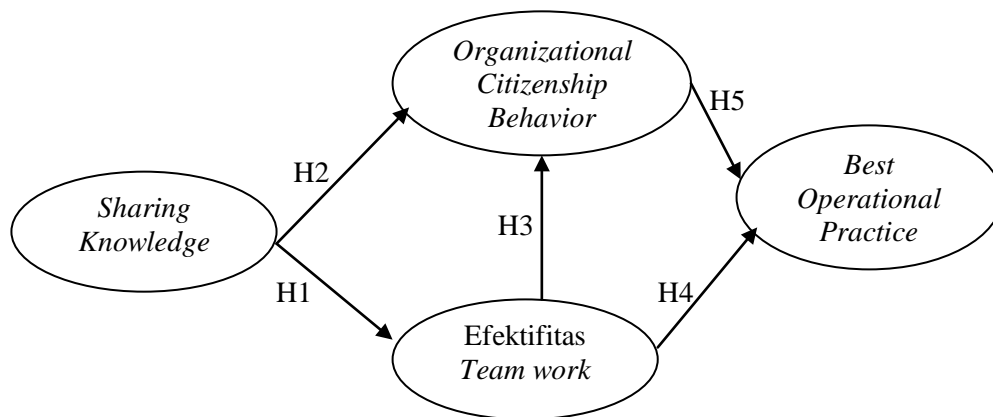 Organizational
Citizenship
Behavior
H5
Best
Operational
Practice
H2
Sharing
Knowledge
H3
H1
H4
Efektifitas
Team work